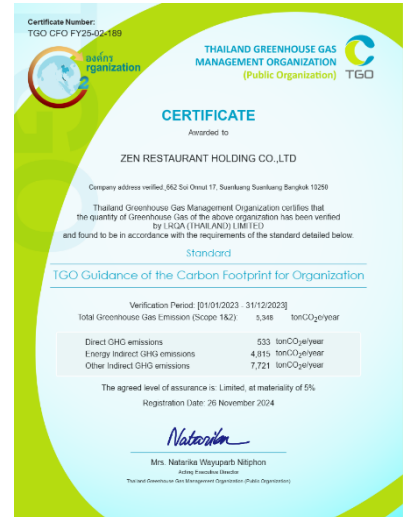 Certificate Number:
TGO CFO FY25-02-189
องค์กร
rganization
2
THAILAND GREENHOUSE GAS
MANAGEMENT ORGANIZATION
(Public Organization)
TGO
CERTIFICATE
Awarded to
ZEN RESTAURANT HOLDING CO.,LTD
Company address verified ,662 Soi Onnut 17, Suanluang Suanluang Bangkok 10250
Thailand Greenhouse Gas Management Organization certifies that
the quantity of Greenhouse Gas of the above organization has been verified
by LRQA (THAILAND) LIMITED
and found to be in accordance with the requirements of the standard detailed below.
Standard
TGO Guidance of the Carbon Footprint for Organization
Verification Period: [01/01/2023 - 31/12/2023]
Total Greenhouse Gas Emission (Scope 1&2): 5,348 tonCO2e/year
Direct GHG emissions 533 tonCO2e/year
Energy Indirect GHG emissions 4,815 tonCO2e/year
Other Indirect GHG emissions 7,721 tonCO2e/year
The agreed level of assurance is: Limited, at materiality of 5%
Registration Date: 26 November 2024
Natarika
Mrs. Natarika Wayuparb Nitiphon
Acting Executive Director
Thailand Greenhouse Gas Management Organization (Public Organization)